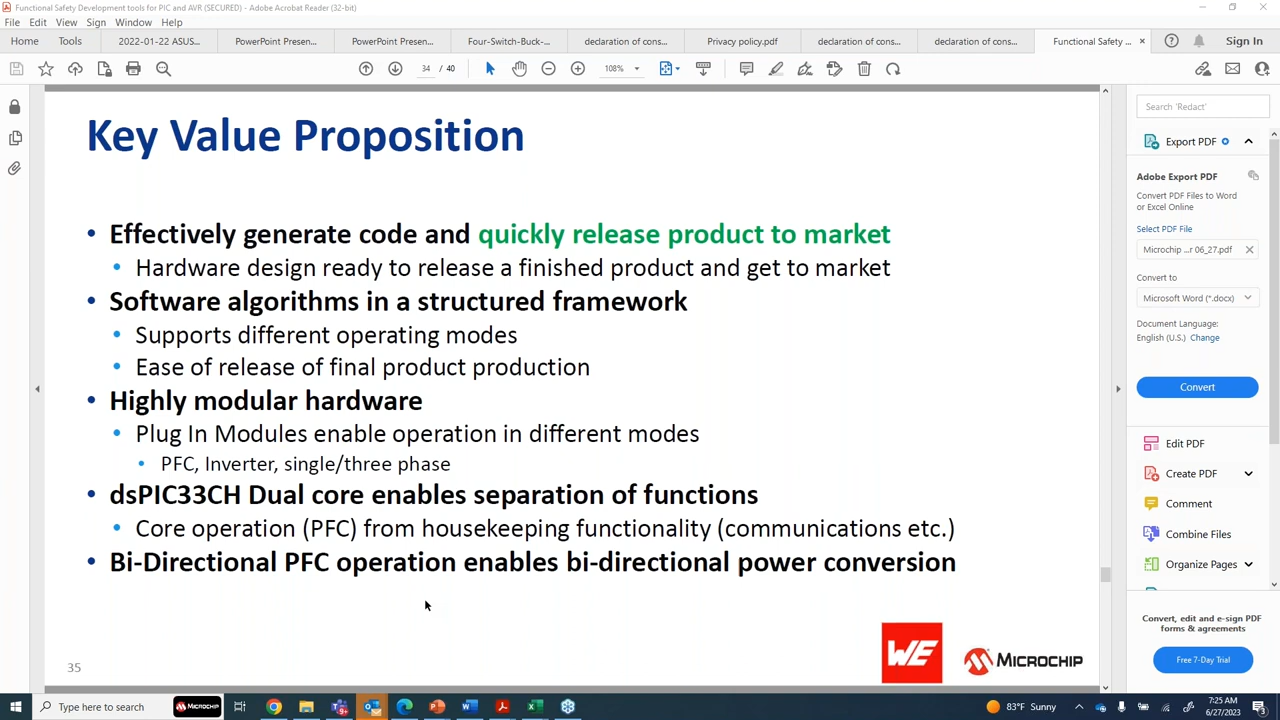 Functional Safety Development tools for PIC and AVR (SECURED) - Adobe Acrobat Reader (32-bit)
File Edit View Sign Window Help
Home Tools 2022-01-22 ASUS... PowerPoint Presen... PowerPoint Presen... Four-Switch-Buck-... declaration of cons... Privacy policy.pdf declaration of cons... declaration of cons... Functional Safety ... × Sign In
34 / 40 108%
Key Value Proposition
• Effectively generate code and quickly release product to market
• Hardware design ready to release a finished product and get to market
• Software algorithms in a structured framework
• Supports different operating modes
• Ease of release of final product production
• Highly modular hardware
• Plug In Modules enable operation in different modes
• PFC, Inverter, single/three phase
• dsPIC33CH Dual core enables separation of functions
• Core operation (PFC) from housekeeping functionality (communications etc.)
• Bi-Directional PFC operation enables bi-directional power conversion
35
WE
MICROCHIP
Search 'Redact'
Export PDF
Adobe Export PDF
Convert PDF Files to Word
or Excel Online
Select PDF File
Microchip ...r 06_27.pdf
Convert to
Microsoft Word (*.docx)
Document Language:
English (U.S.) Change
Convert
Edit PDF
Create PDF
Comment
Combine Files
Organize Pages
Convert, edit and e-sign PDF
forms & agreements
Free 7-Day Trial
Type here to search
MICROCHIP
83°F Sunny
7:25 AM
6/27/2023
3